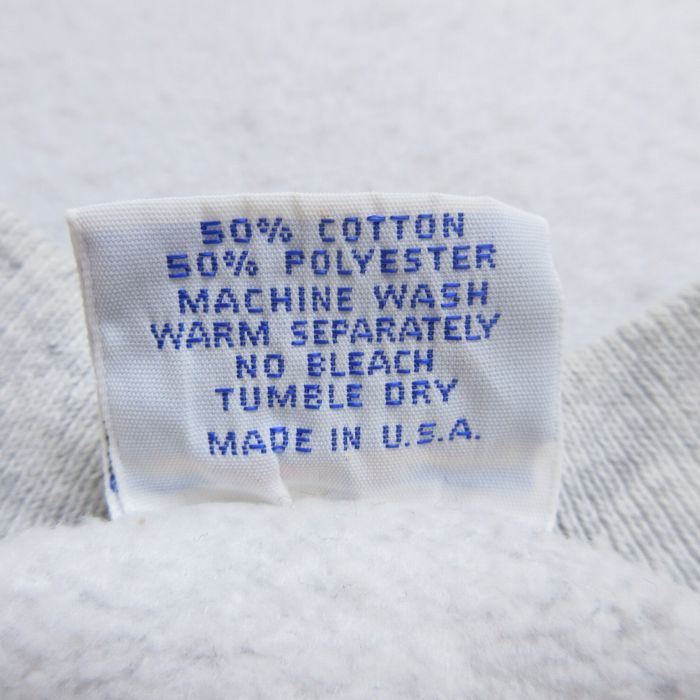 50% COTTON
50% POLYESTER
MACHINE WASH
WARM SEPARATELY
NO BLEACH
TUMBLE DRY
MADE IN U.S.A.